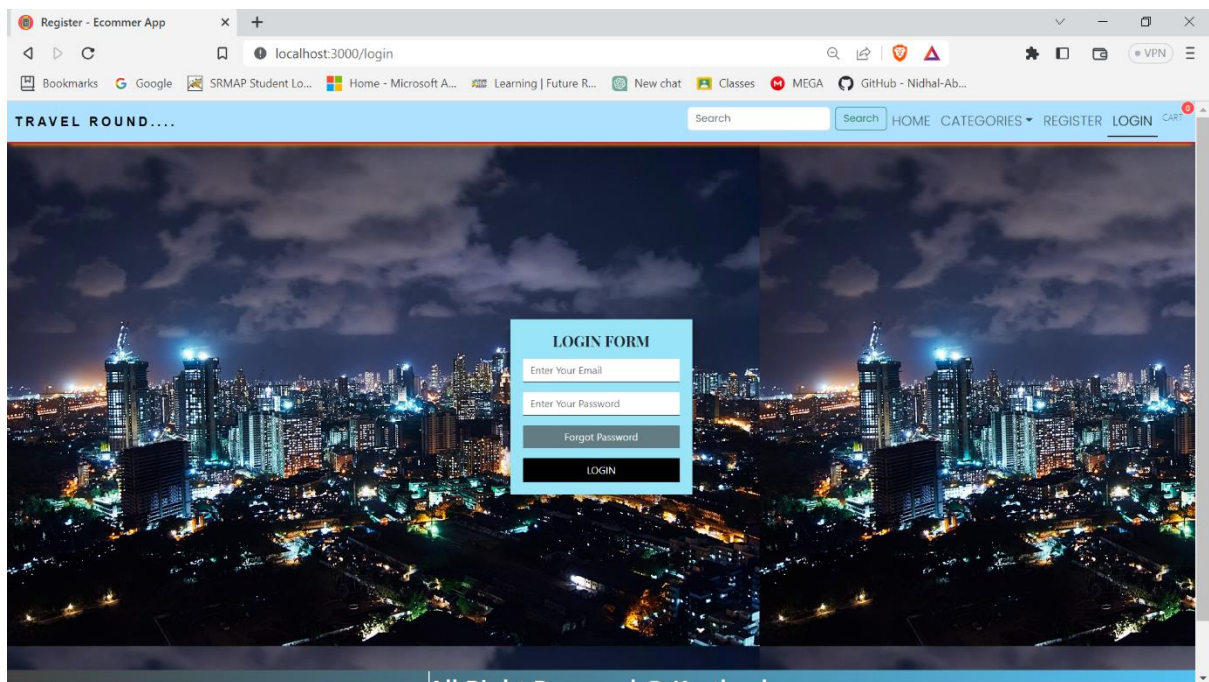 Register - Ecommer App
localhost:3000/login
VPN
Bookmarks Google SRMAP Student Lo... Home - Microsoft A... Learning | Future R... New chat Classes MEGA GitHub - Nidhal-Ab...
TRAVEL ROUND.... Search Search HOME CATEGORIES REGISTER LOGIN CART 0
LOGIN FORM
Enter Your Email
Enter Your Password
Forgot Password
LOGIN